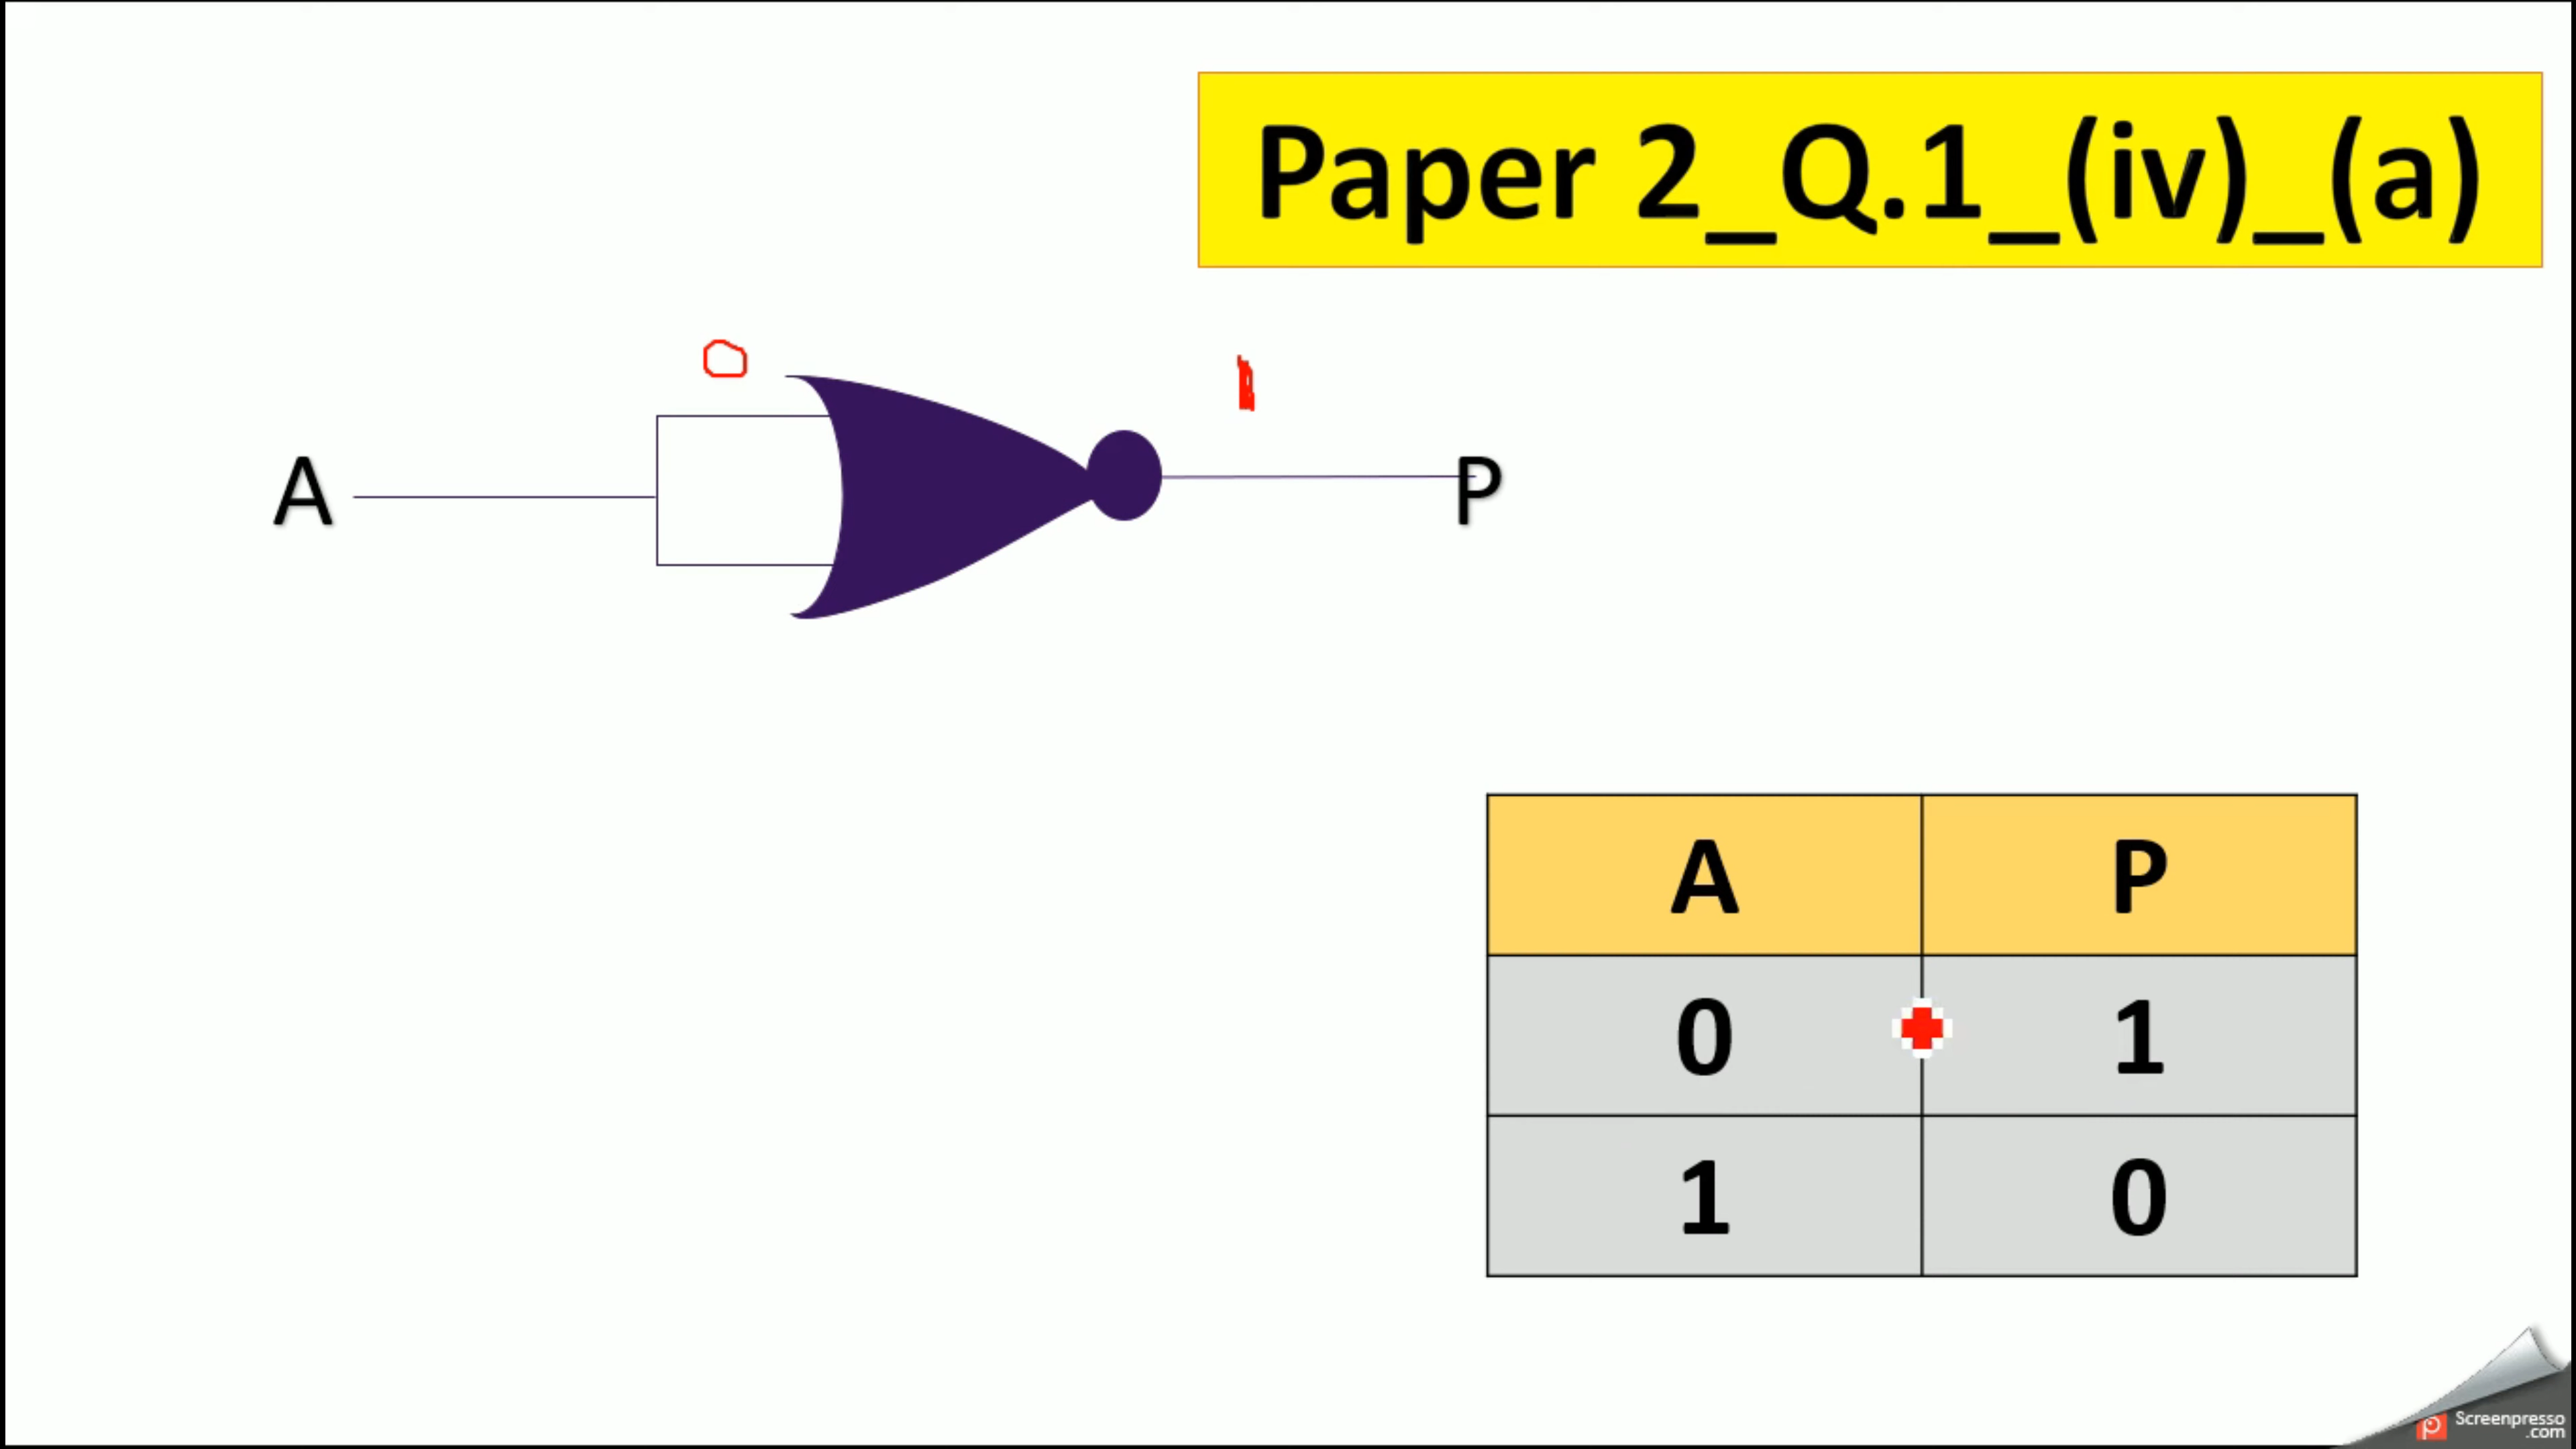 Paper 2_Q.1_(iv)_(a)
0
1
A
P
A P
0 1
1 0
Screenpresso
.com